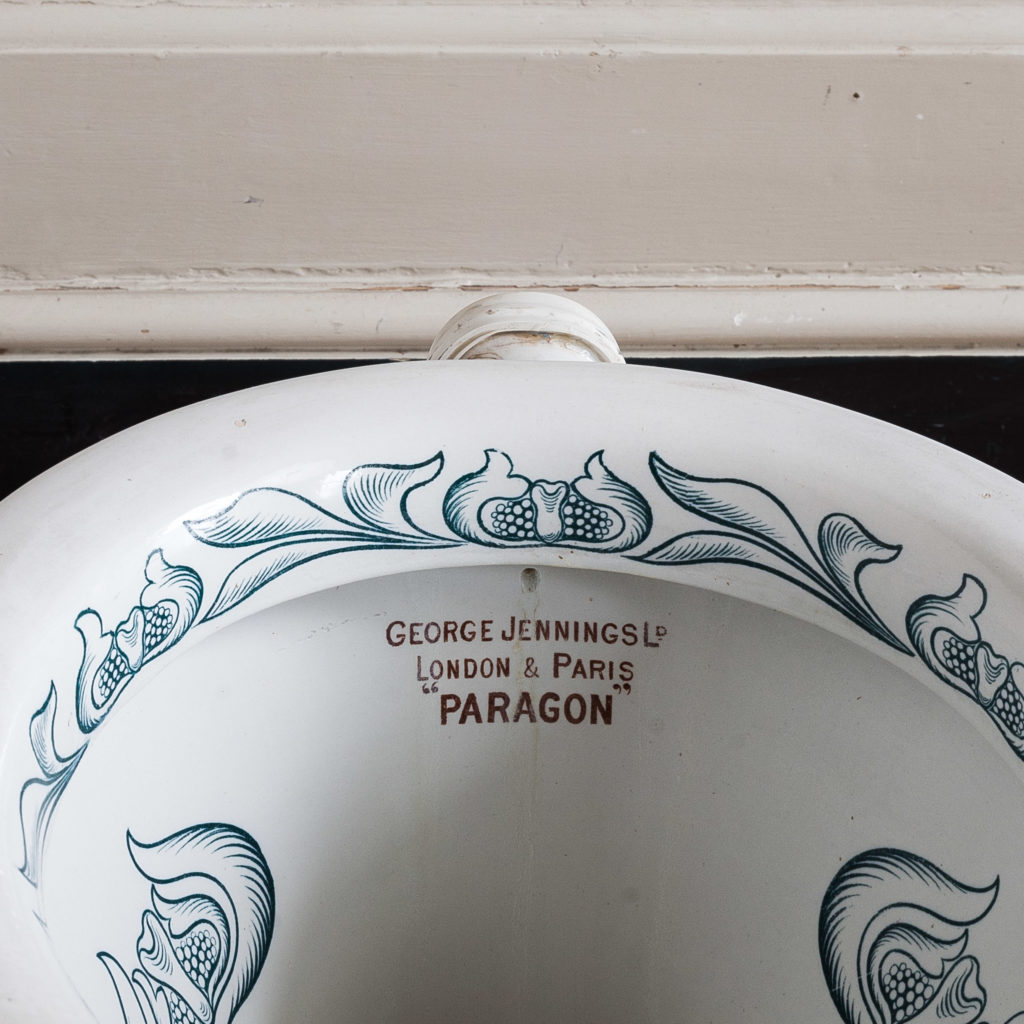 GEORGE JENNINGS LD
LONDON & PARIS
"PARAGON"